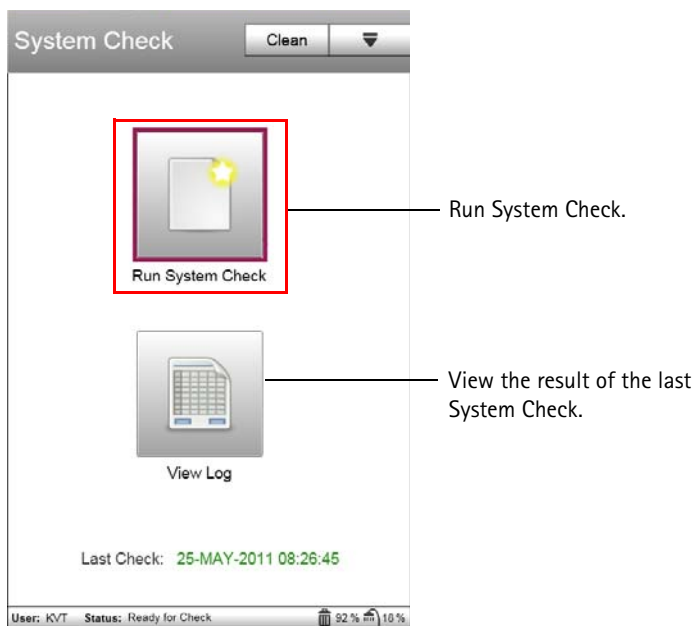 System Check
Clean
Run System Check.
Run System Check
View the result of the last
System Check.
View Log
Last Check: 25-MAY-2011 08:26:45
User: KVT Status: Ready for Check 92 % 18 %